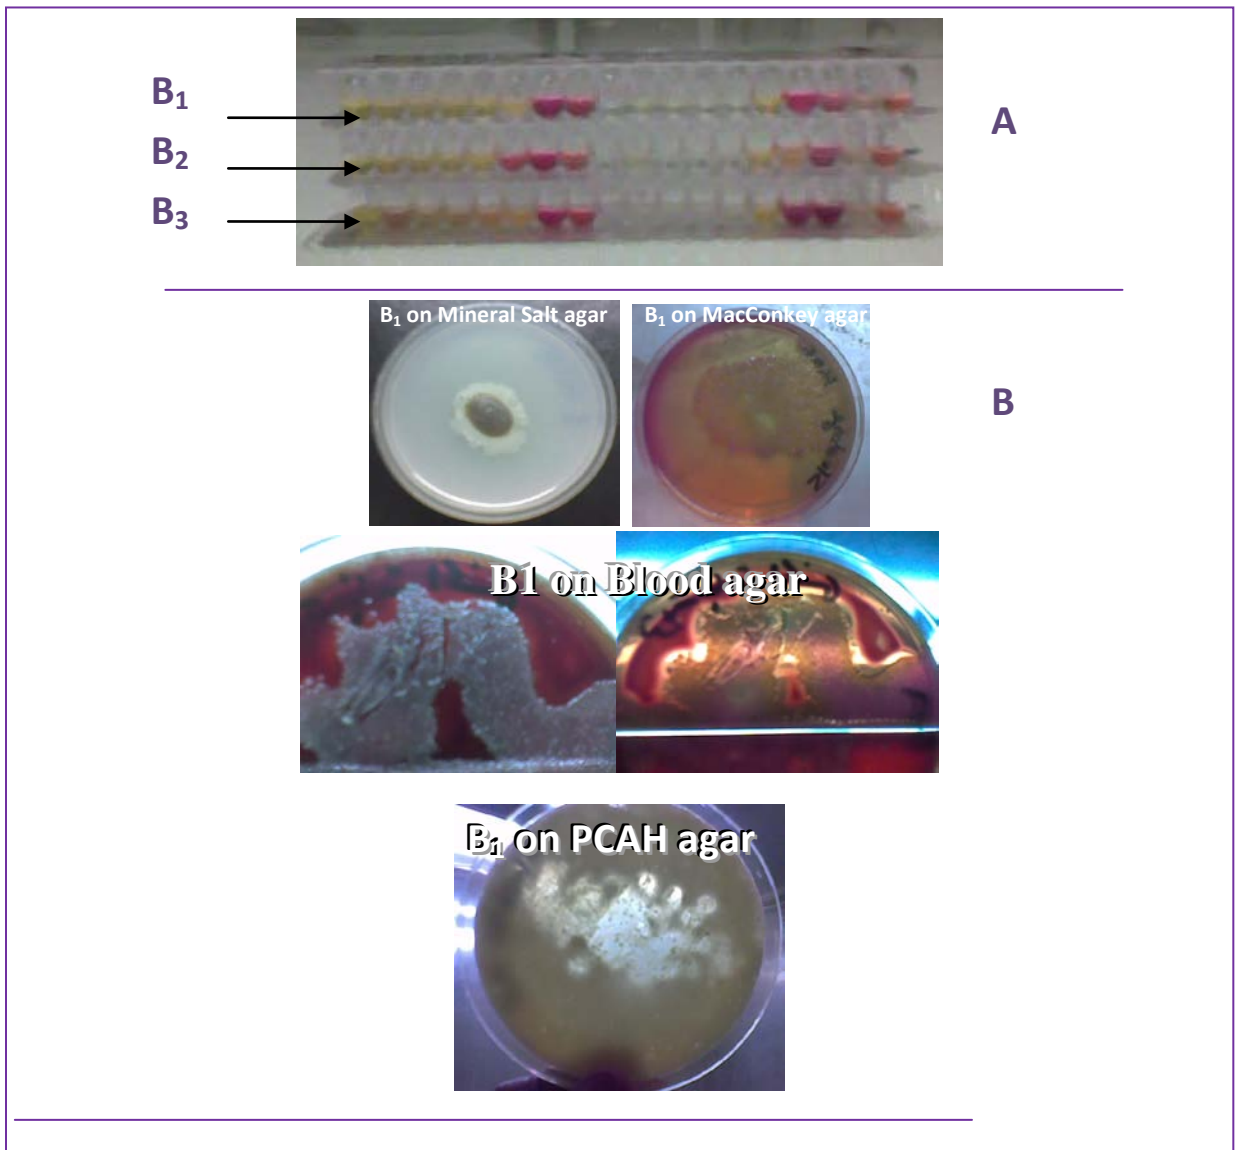 B₁
A
B₂
B₃
B₁ on Mineral Salt agar
B₁ on MacConkey agar
B
B1 on Blood agar
B₁ on PCAH agar